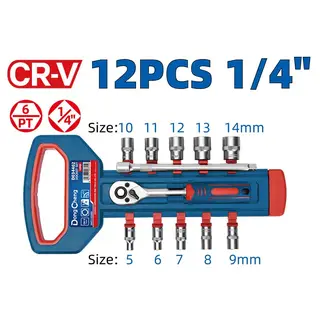 CR-V 12PCS 1/4"
6 PT 1/4"
Size: 10 11 12 13 14mm
DongCheng
Size: 5 6 7 8 9mm